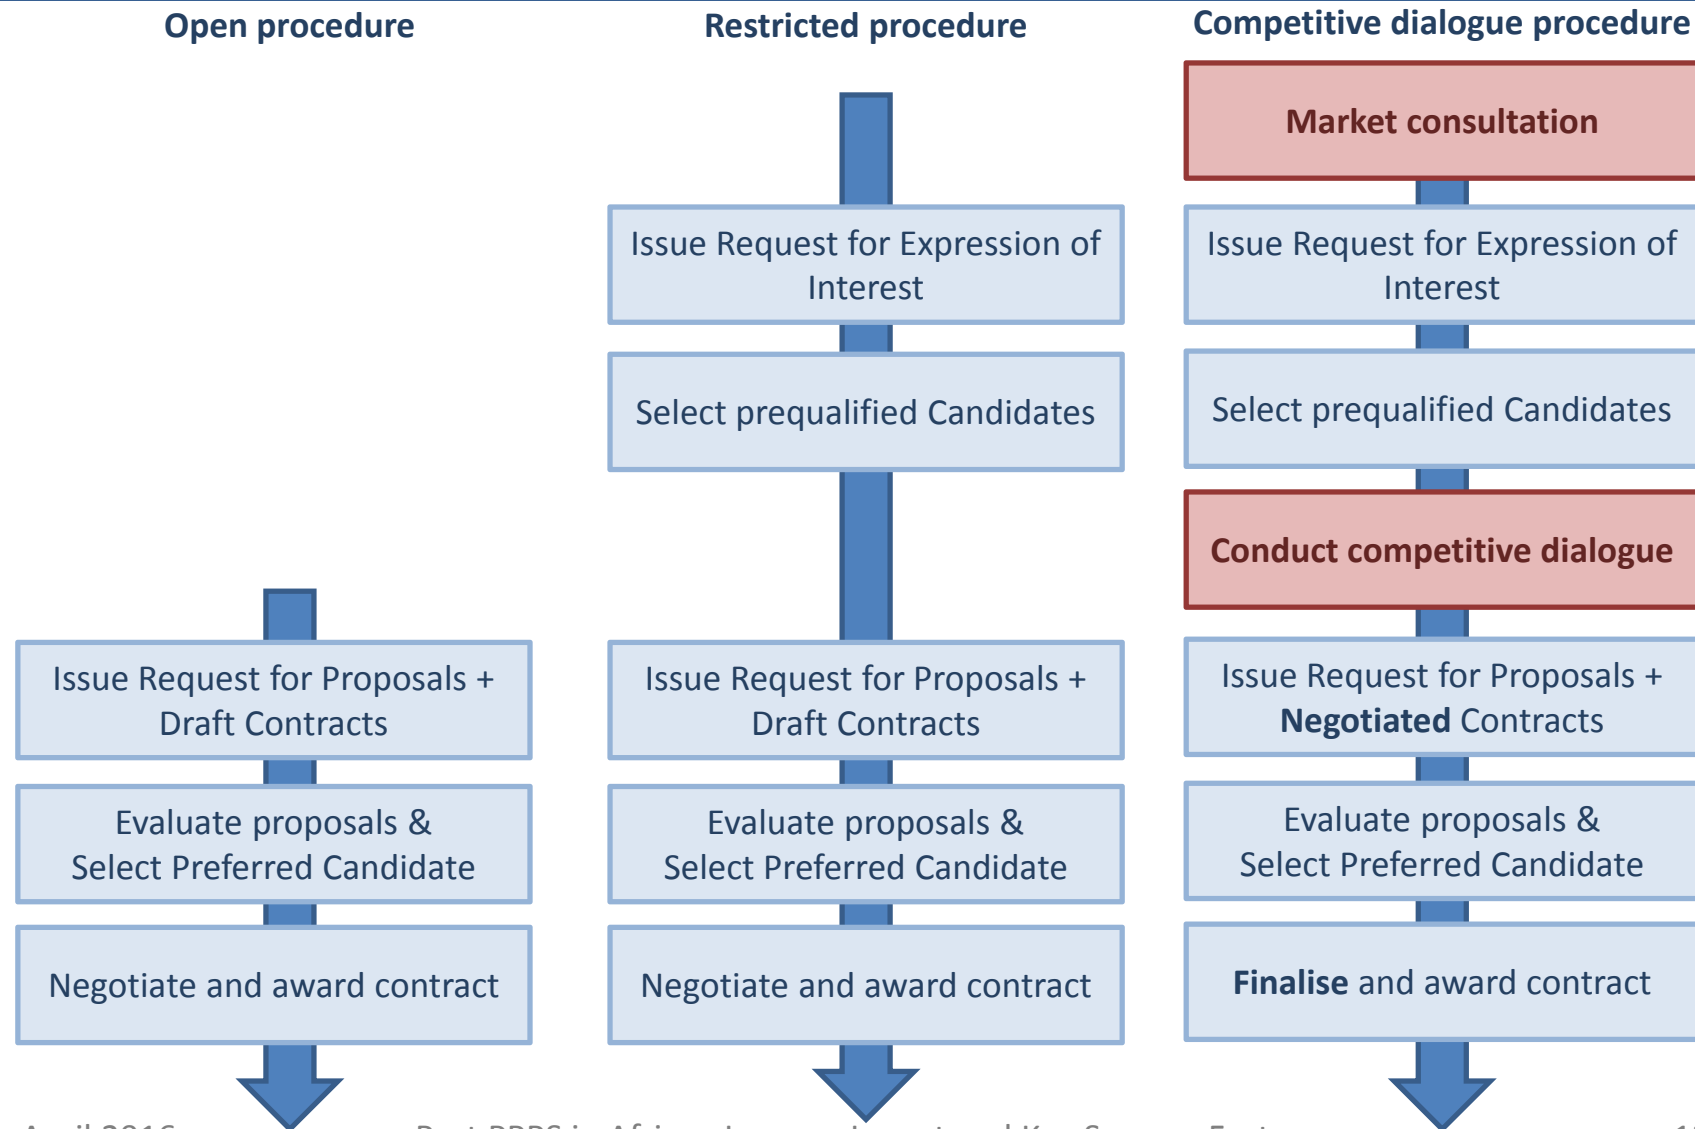 Open procedure
Issue Request for Proposals +
Draft Contracts
Evaluate proposals &
Select Preferred Candidate
Negotiate and award contract
Restricted procedure
Issue Request for Expression of
Interest
Select prequalified Candidates
Issue Request for Proposals +
Draft Contracts
Evaluate proposals &
Select Preferred Candidate
Negotiate and award contract
Competitive dialogue procedure
Market consultation
Issue Request for Expression of
Interest
Select prequalified Candidates
Conduct competitive dialogue
Issue Request for Proposals +
Negotiated Contracts
Evaluate proposals &
Select Preferred Candidate
Finalise and award contract
April 2016